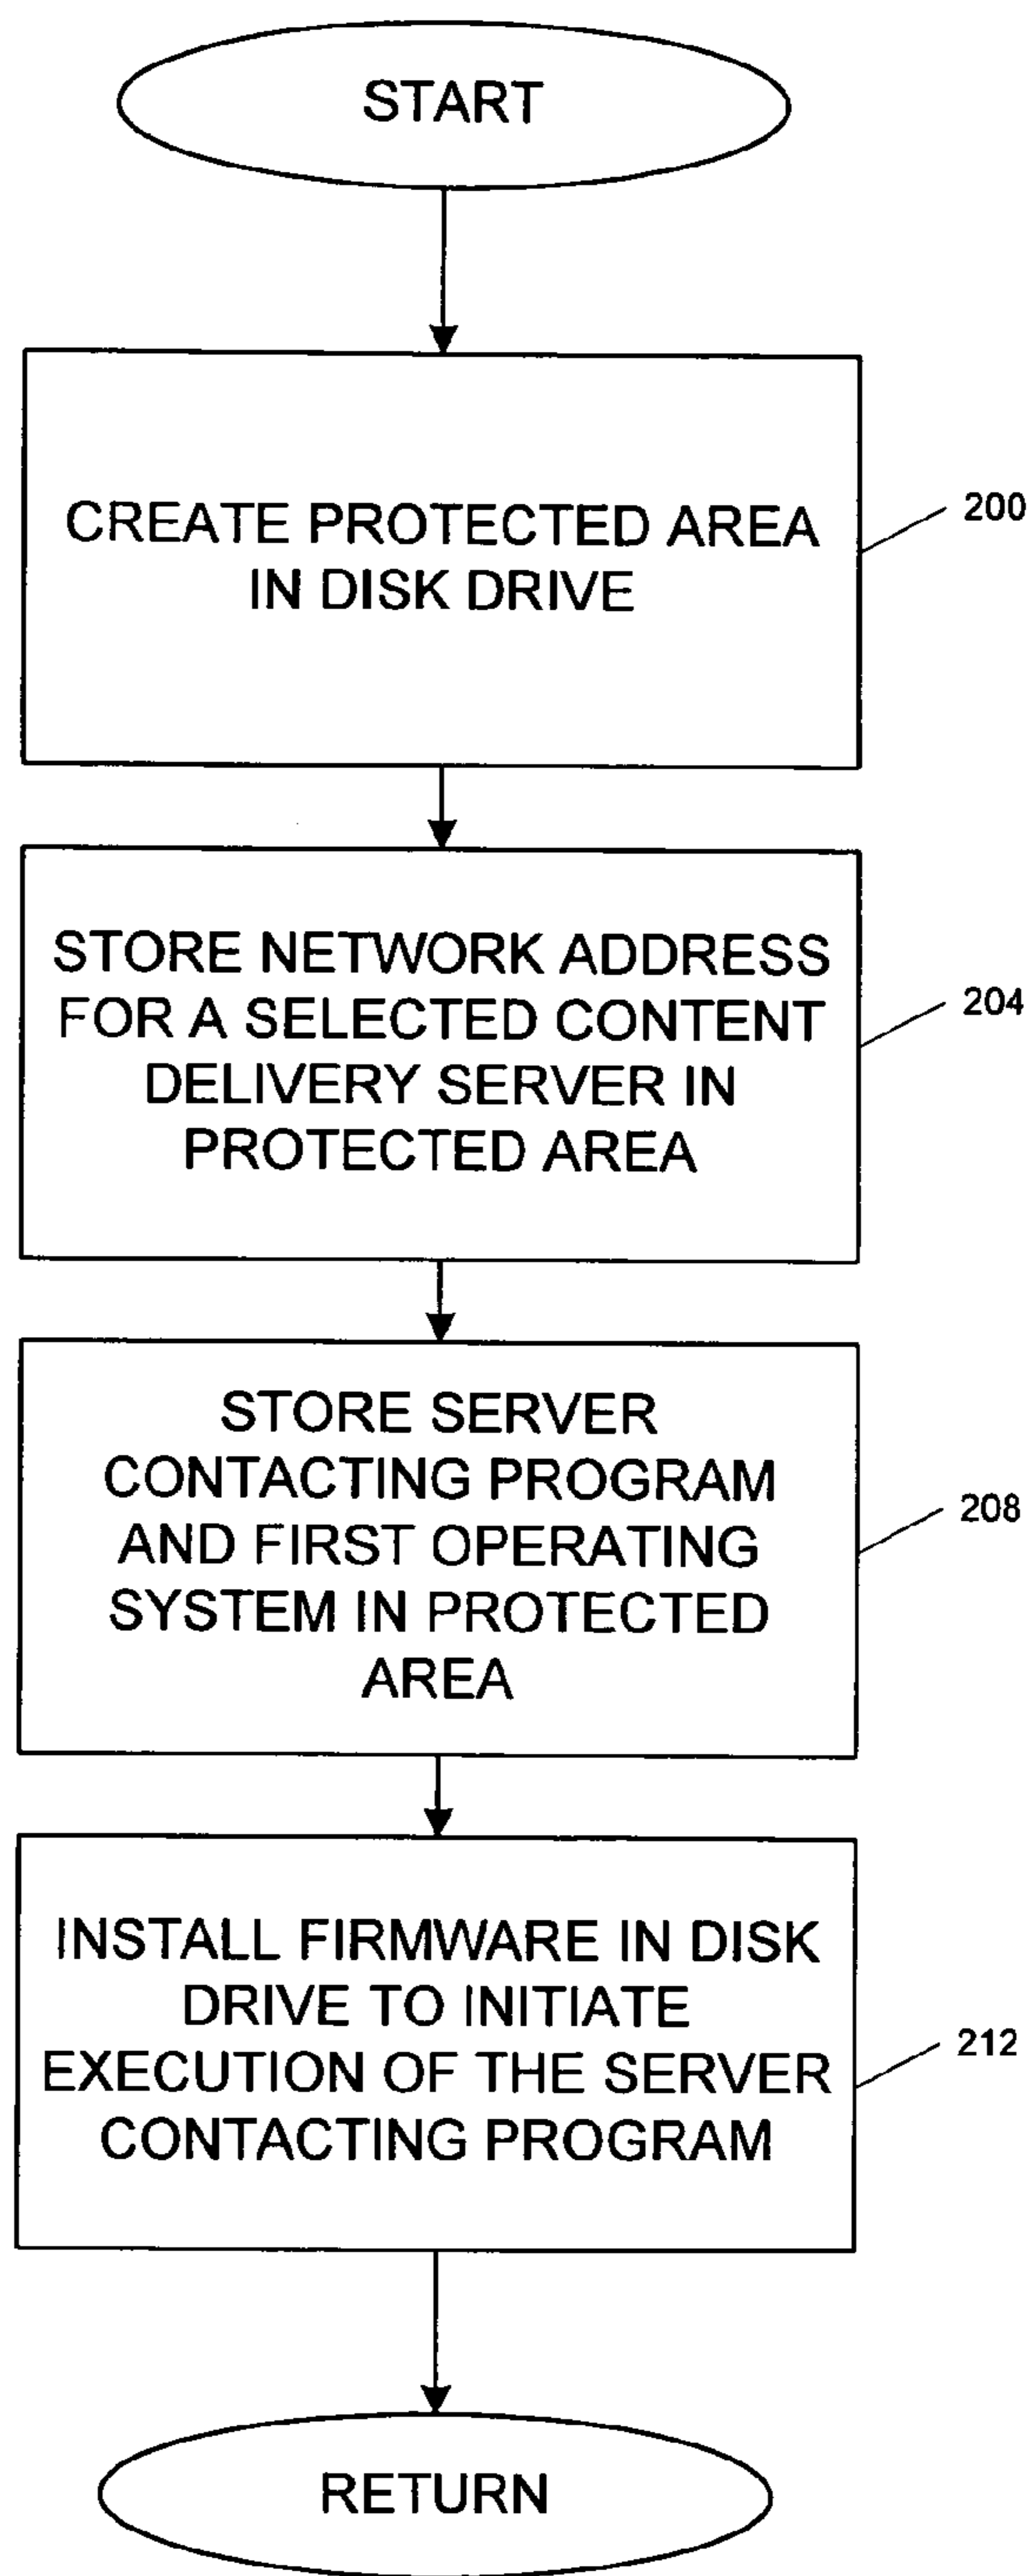 START
CREATE PROTECTED AREA
IN DISK DRIVE
200
STORE NETWORK ADDRESS
FOR A SELECTED CONTENT
DELIVERY SERVER IN
PROTECTED AREA
204
STORE SERVER
CONTACTING PROGRAM
AND FIRST OPERATING
SYSTEM IN PROTECTED
AREA
208
INSTALL FIRMWARE IN DISK
DRIVE TO INITIATE
EXECUTION OF THE SERVER
CONTACTING PROGRAM
212
RETURN